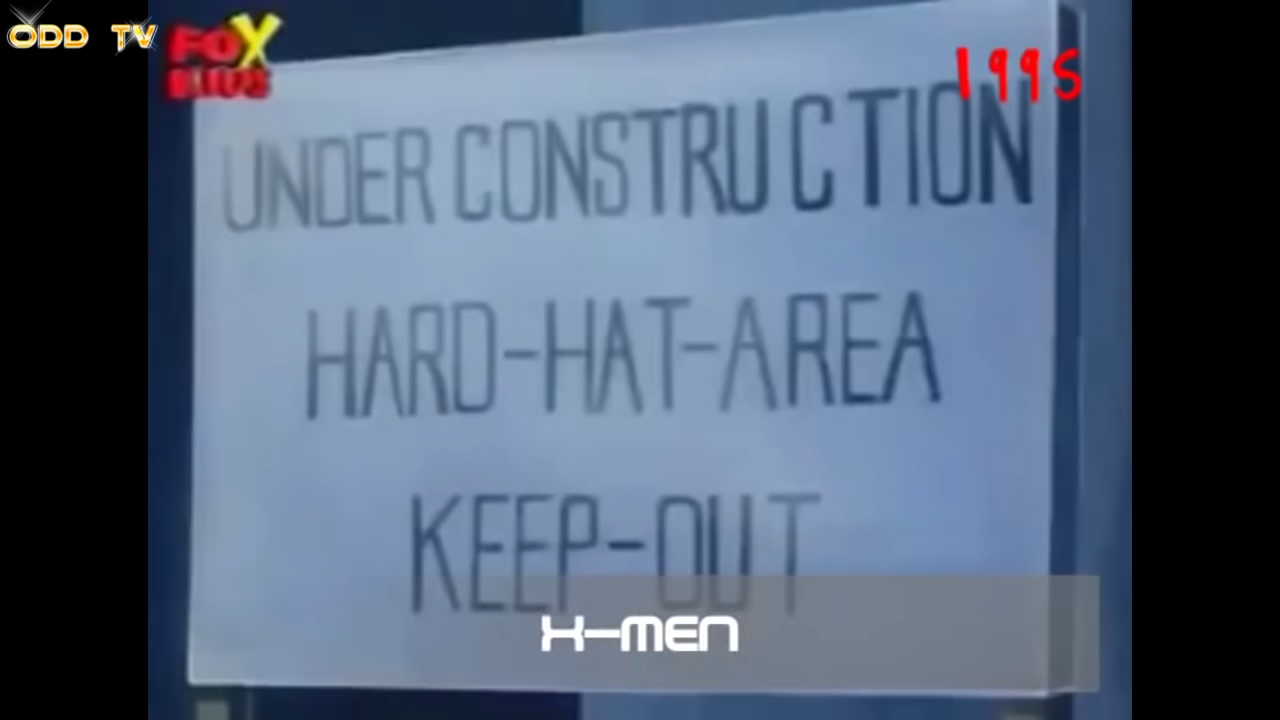 ODD TV
FOX
KIDS
1995
UNDER CONSTRUCTION
HARD-HAT-AREA
KEEP-OUT
X-MEN